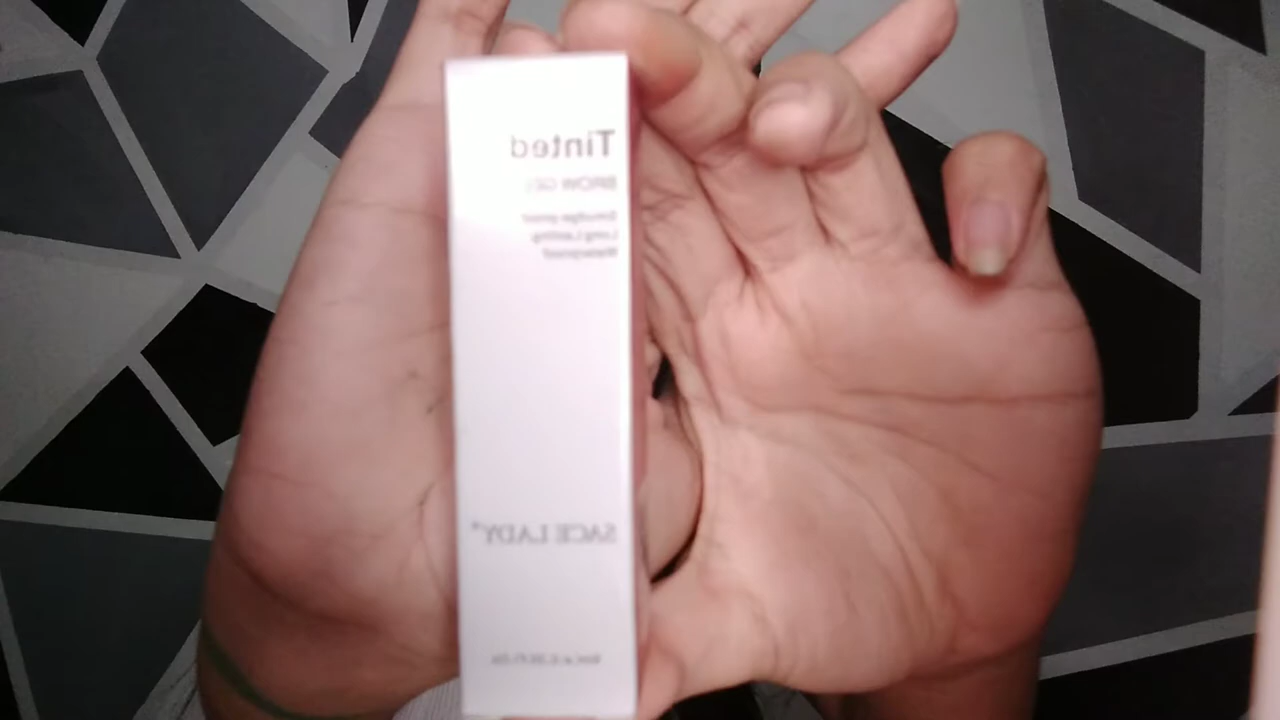 Tinted
BROW GEL
Smudge-proof
Long Lasting
Waterproof
SACE LADY